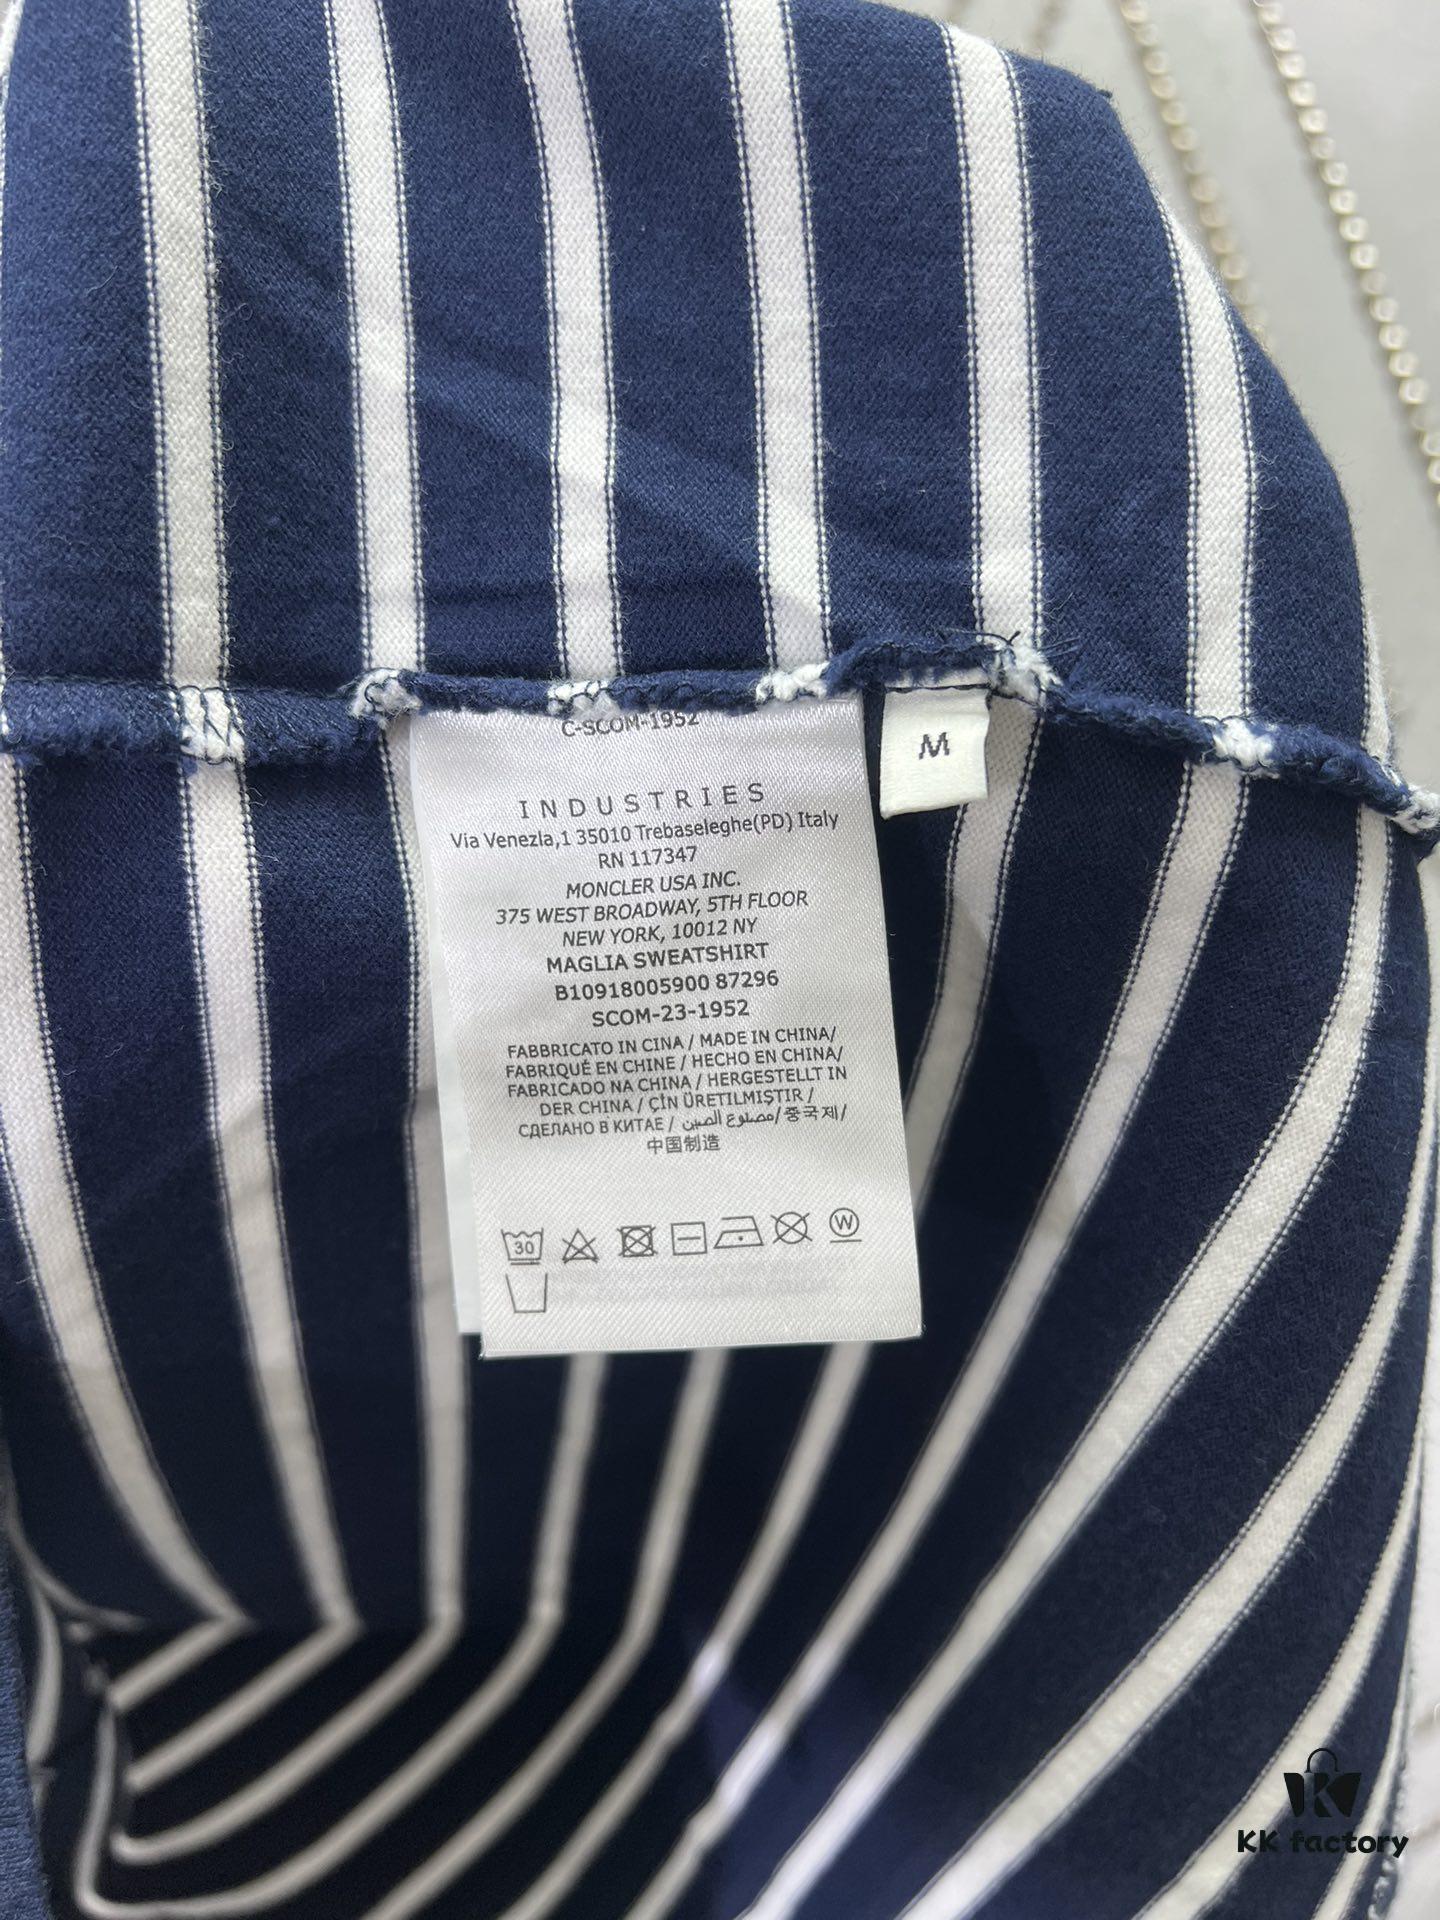 C-SCOM-1952
M
INDUSTRIES
Via Venezia,1 35010 Trebaseleghe(PD) Italy
RN 117347
MONCLER USA INC.
375 WEST BROADWAY, 5TH FLOOR
NEW YORK, 10012 NY
MAGLIA SWEATSHIRT
B10918005900 87296
SCOM-23-1952
FABBRICATO IN CINA / MADE IN CHINA/
FABRIQUÉ EN CHINE / HECHO EN CHINA/
FABRICADO NA CHINA / HERGESTELLT IN
DER CHINA / ÇİN ÜRETILMIŞTIR /
СДЕЛАНО В КИТАЕ / مصنوع الصين/중국제/
中国制造
30
W
KK factory